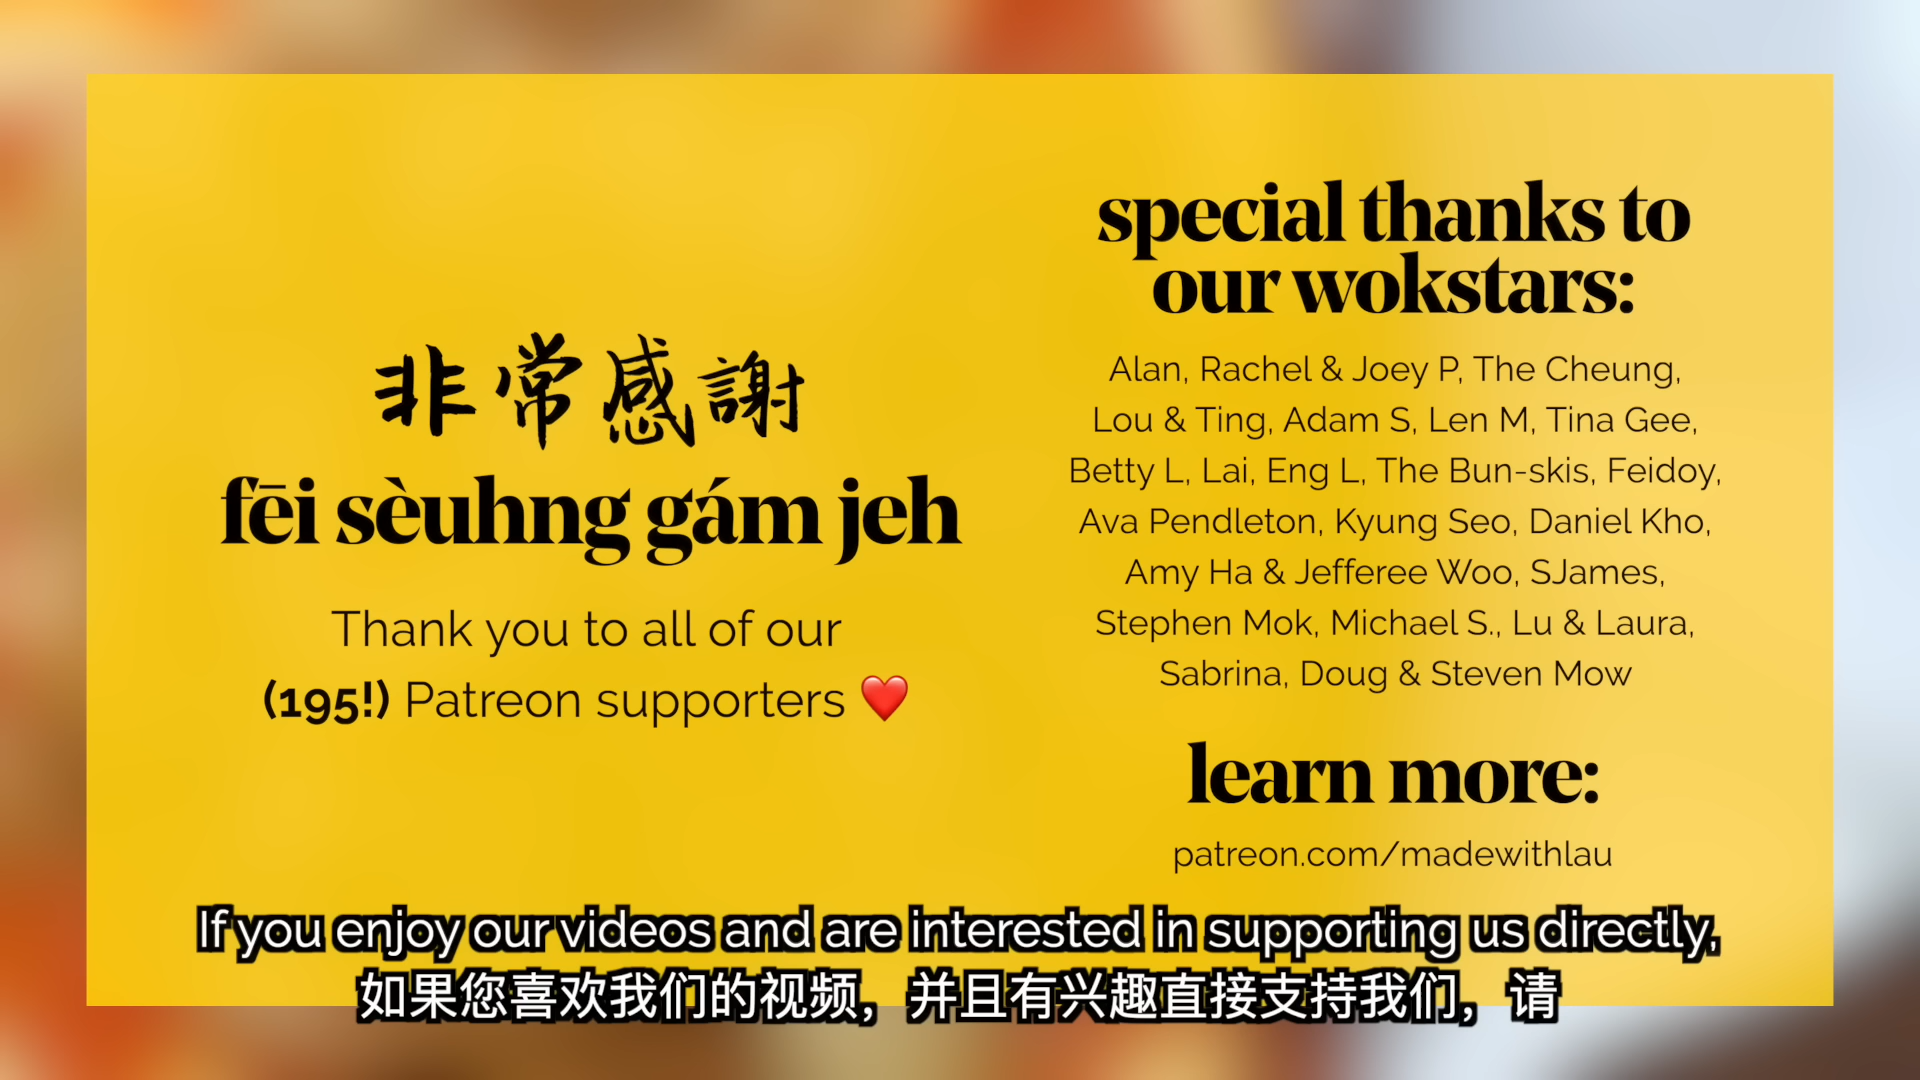 非常感謝
fēi sèuhng gám jeh
Thank you to all of our
(195!) Patreon supporters ❤️
special thanks to
our wokstars:
Alan, Rachel & Joey P, The Cheung,
Lou & Ting, Adam S, Len M, Tina Gee,
Betty L, Lai, Eng L, The Bun-skis, Feidoy,
Ava Pendleton, Kyung Seo, Daniel Kho,
Amy Ha & Jefferee Woo, SJames,
Stephen Mok, Michael S., Lu & Laura,
Sabrina, Doug & Steven Mow
learn more:
patreon.com/madewithlau
If you enjoy our videos and are interested in supporting us directly,
如果您喜欢我们的视频，并且有兴趣直接支持我们，请